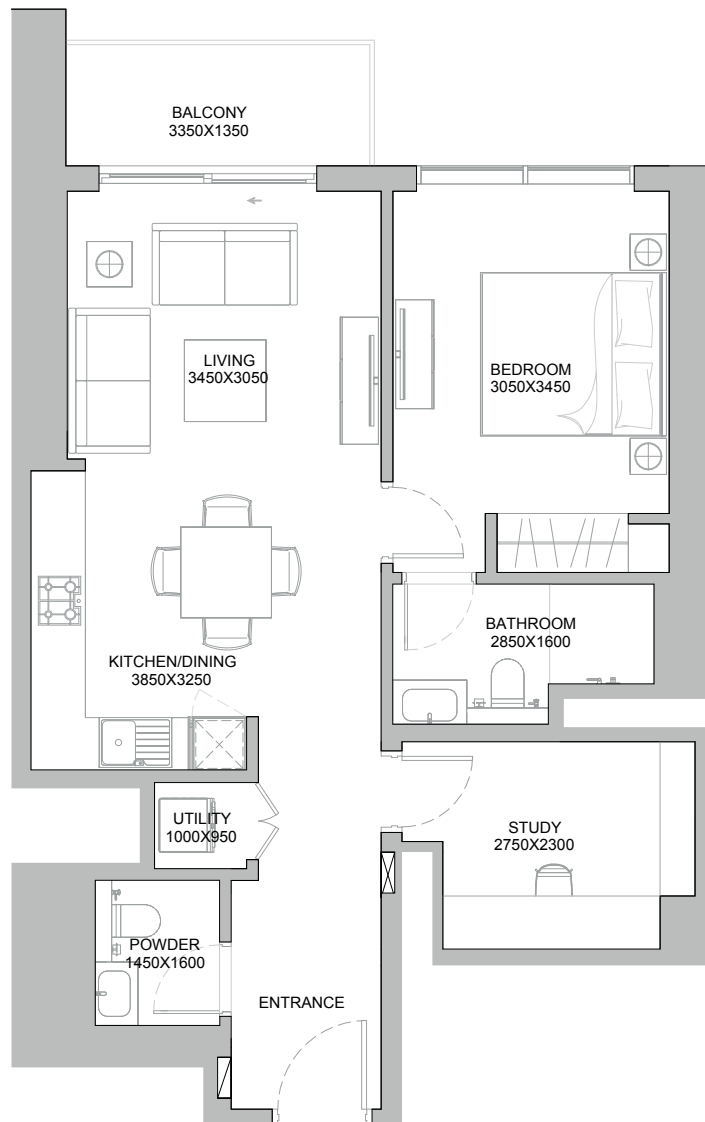 BALCONY
3350X1350
LIVING
3450X3050
BEDROOM
3050X3450
BATHROOM
2850X1600
KITCHEN/DINING
3850X3250
UTILITY
1000X950
STUDY
2750X2300
POWDER
1450X1600
ENTRANCE